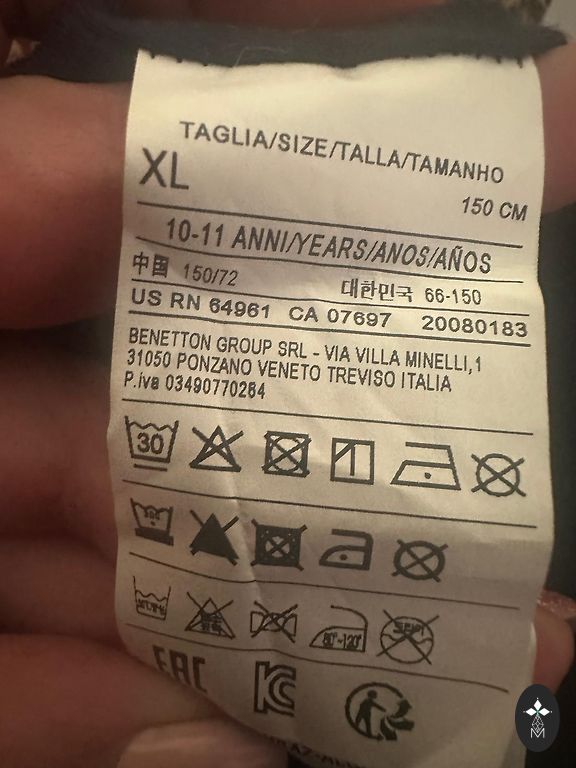 TAGLIA/SIZE/TALLA/TAMANHO
XL
150 CM
10-11 ANNI/YEARS/ANOS/AÑOS
中国 150/72 대한민국 66-150
US RN 64961 CA 07697 20080183
BENETTON GROUP SRL - VIA VILLA MINELLI,1
31050 PONZANO VENETO TREVISO ITALIA
P.iva 03490770264
30
80°~120°
EAC